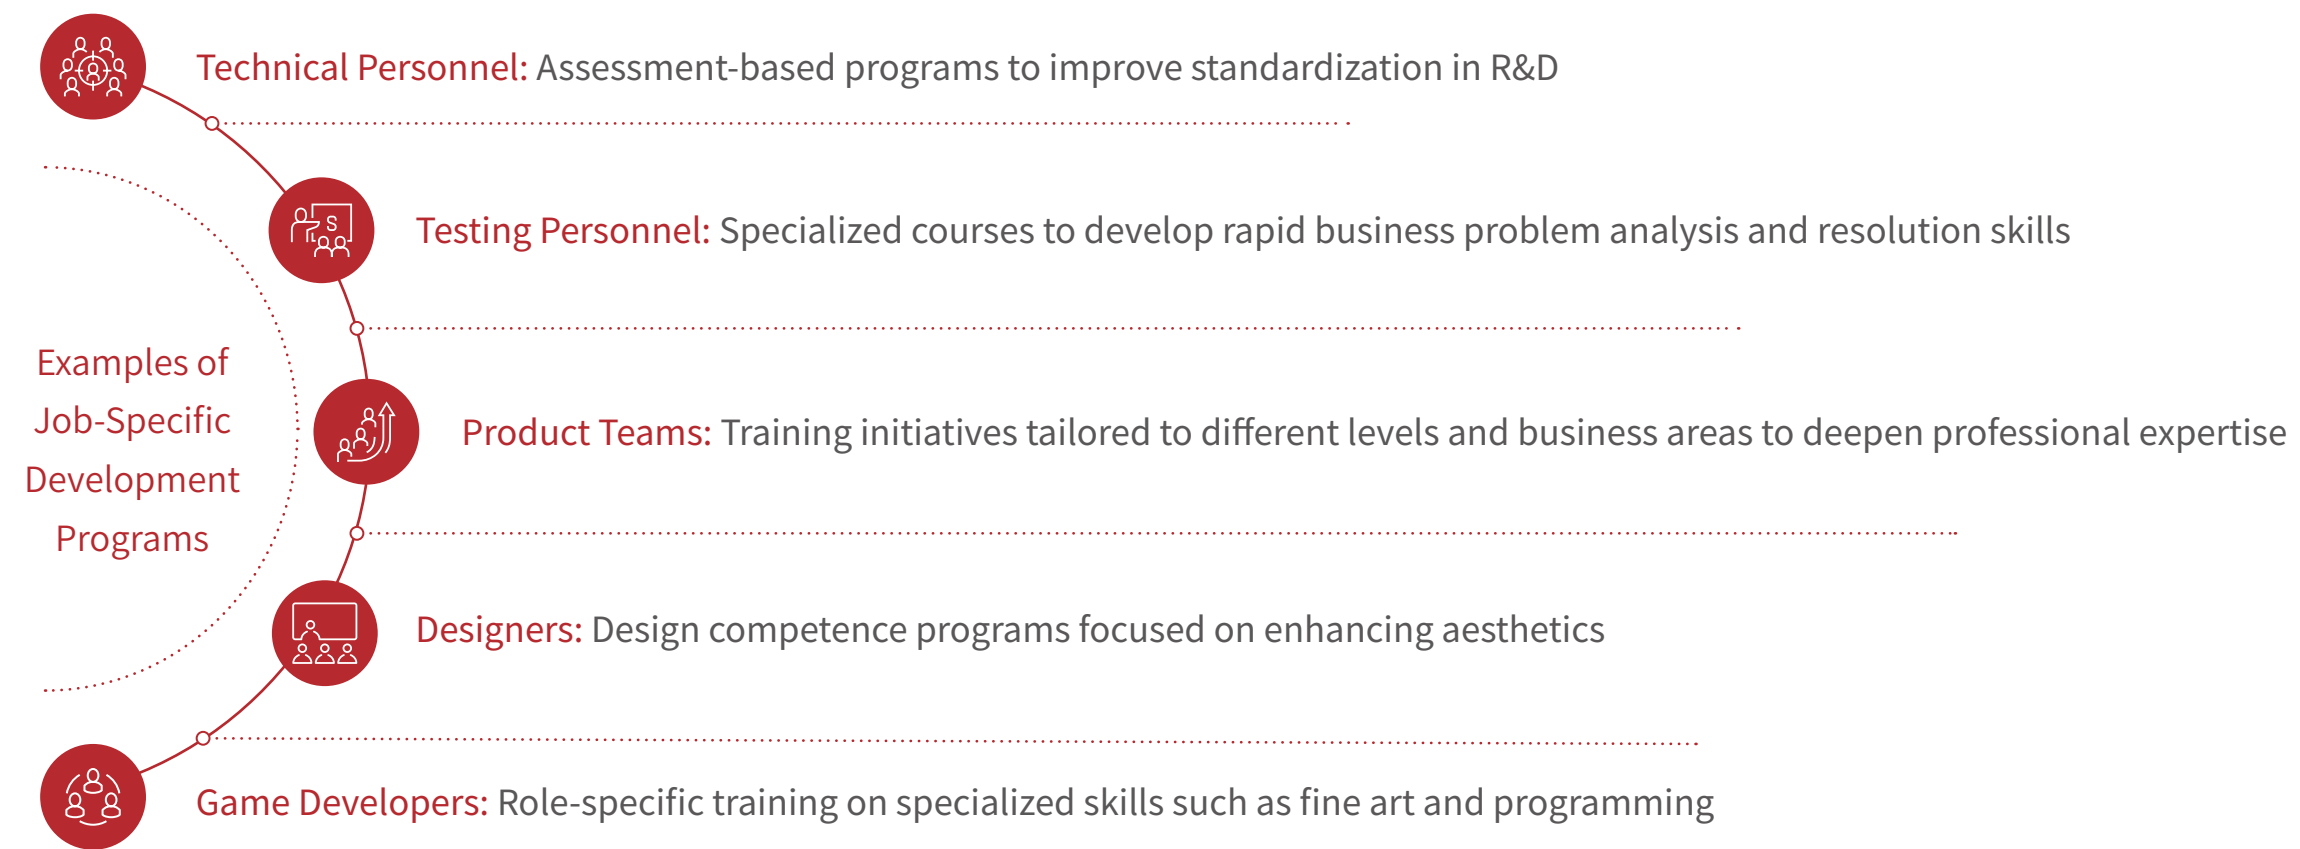 Technical Personnel: Assessment-based programs to improve standardization in R&D
S
Testing Personnel: Specialized courses to develop rapid business problem analysis and resolution skills
Examples of
Job-Specific
Development
Programs
Product Teams: Training initiatives tailored to different levels and business areas to deepen professional expertise
Designers: Design competence programs focused on enhancing aesthetics
Game Developers: Role-specific training on specialized skills such as fine art and programming